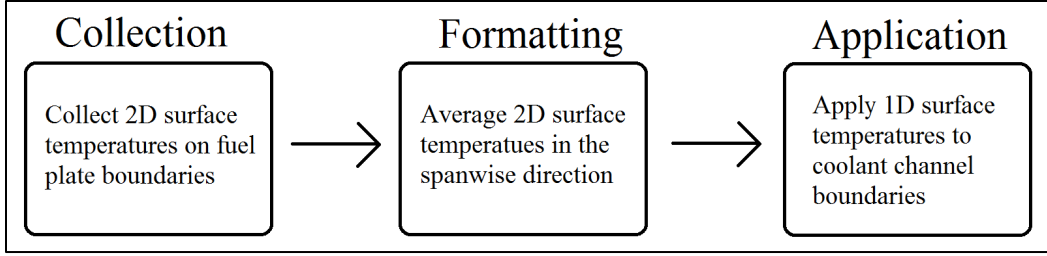 Collection
Collect 2D surface
temperatures on fuel
plate boundaries
Formatting
Average 2D surface
temperatues in the
spanwise direction
Application
Apply 1D surface
temperatures to
coolant channel
boundaries